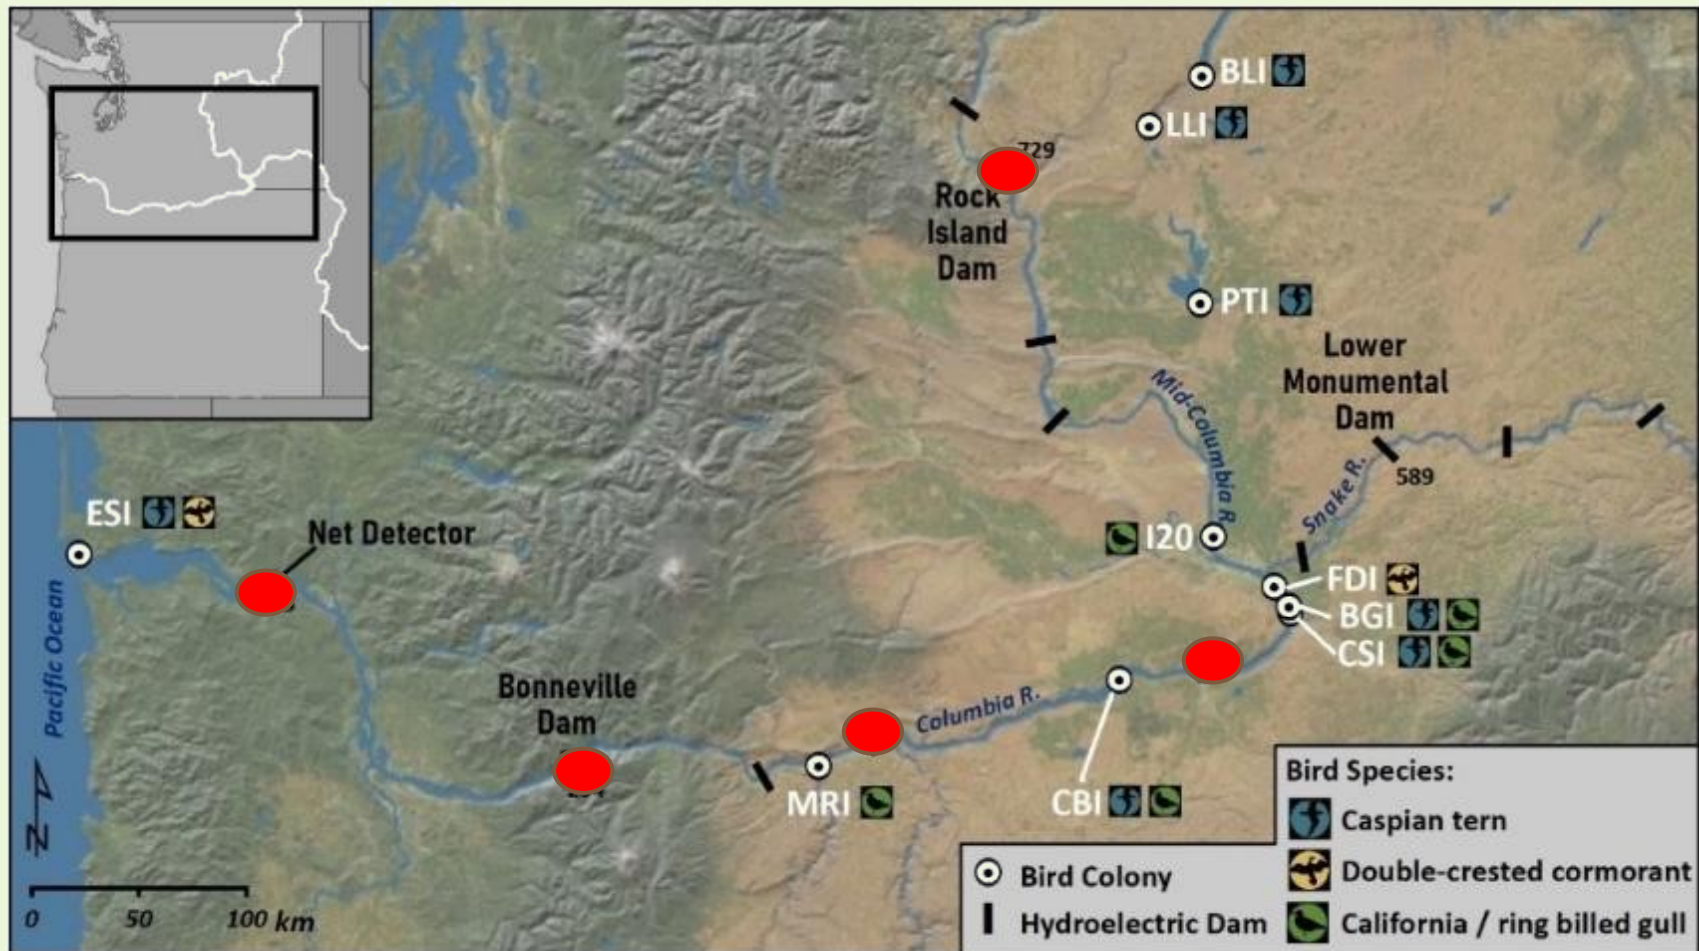 BLI
LLI
729
Rock
Island
Dam
PTI
Lower
Monumental
Dam
Mid-Columbia R.
589
Snake R.
ESI
Net Detector
I20
FDI
BGI
CSI
Pacific Ocean
Bonneville
Dam
Columbia R.
MRI
CBI
N
0 50 100 km
Bird Colony
Hydroelectric Dam
Bird Species:
Caspian tern
Double-crested cormorant
California / ring billed gull